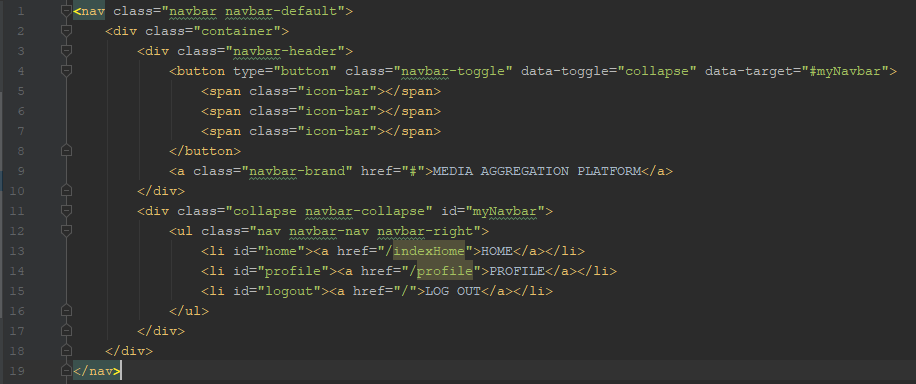 1 <nav class="navbar navbar-default">
2 <div class="container">
3 <div class="navbar-header">
4 <button type="button" class="navbar-toggle" data-toggle="collapse" data-target="#myNavbar">
5 <span class="icon-bar"></span>
6 <span class="icon-bar"></span>
7 <span class="icon-bar"></span>
8 </button>
9 <a class="navbar-brand" href="#">MEDIA AGGREGATION PLATFORM</a>
10 </div>
11 <div class="collapse navbar-collapse" id="myNavbar">
12 <ul class="nav navbar-nav navbar-right">
13 <li id="home"><a href="/indexHome">HOME</a></li>
14 <li id="profile"><a href="/profile">PROFILE</a></li>
15 <li id="logout"><a href="/">LOG OUT</a></li>
16 </ul>
17 </div>
18 </div>
19 </nav>